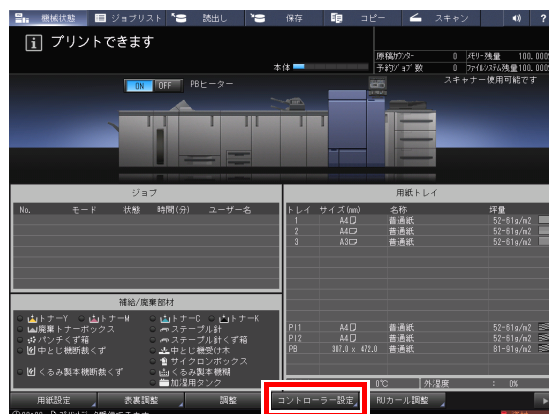 機械状態 ジョブリスト 読出し 保存 コピー スキャン ?
i プリントできます
原稿カウンター 0 メモリー残量 100.000%
本体 予約ジョブ数 0 ファイルシステム残量100.000%
ON OFF PBヒーター スキャナー使用可能です
ジョブ
No. モード 状態 時間(分) ユーザー名
用紙トレイ
トレイ サイズ(mm) 名称 坪量
1 A4 普通紙 52-61g/m2
2 A4 普通紙 52-61g/m2
3 A3 普通紙 52-61g/m2
PI1 A4 普通紙 52-61g/m2
PI2 A4 普通紙 52-61g/m2
PB 307.0 x 472.0 普通紙 81-91g/m2
補給/廃棄部材
トナーY トナーM トナーC トナーK
廃棄トナーボックス ステープル針
パンチくず箱 ステープル針くず箱
中とじ機断裁くず 中とじ機受け木
サイクロンボックス
くるみ製本機断裁くず くるみ製本機糊
加湿用タンク
0℃ 外湿度 : 0%
用紙設定 表裏調整 調整 コントローラー設定 RUカール調整